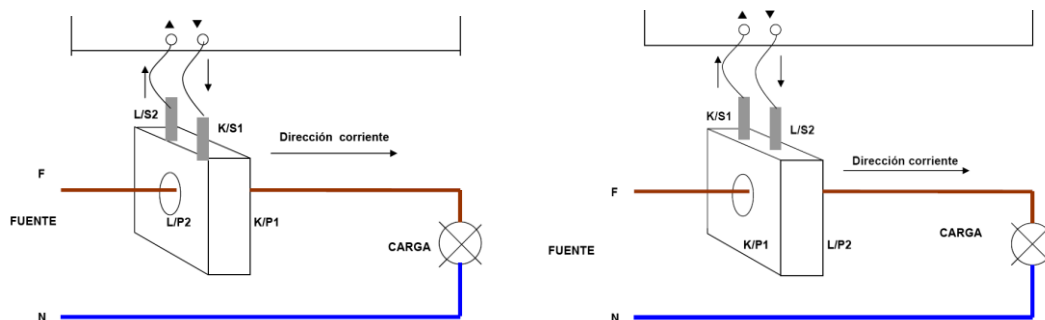 L/S2
K/S1
Dirección corriente
F
L/P2
K/P1
FUENTE
CARGA
N
K/S1
L/S2
Dirección corriente
F
K/P1
L/P2
FUENTE
CARGA
N